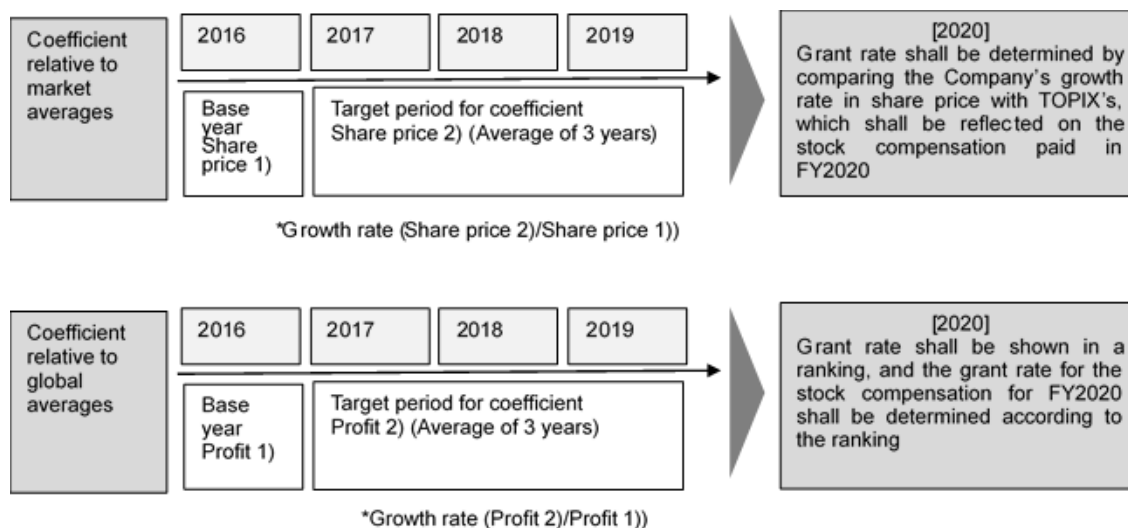 Coefficient
relative to
market
averages
2016
2017
2018
2019
Base
year
Share
price 1)
Target period for coefficient
Share price 2) (Average of 3 years)
[2020]
Grant rate shall be determined by
comparing the Company's growth
rate in share price with TOPIX's,
which shall be reflected on the
stock compensation paid in
FY2020
*Growth rate (Share price 2)/Share price 1))
Coefficient
relative to
global
averages
2016
2017
2018
2019
Base
year
Profit 1)
Target period for coefficient
Profit 2) (Average of 3 years)
[2020]
Grant rate shall be shown in a
ranking, and the grant rate for the
stock compensation for FY2020
shall be determined according to
the ranking
*Growth rate (Profit 2)/Profit 1))